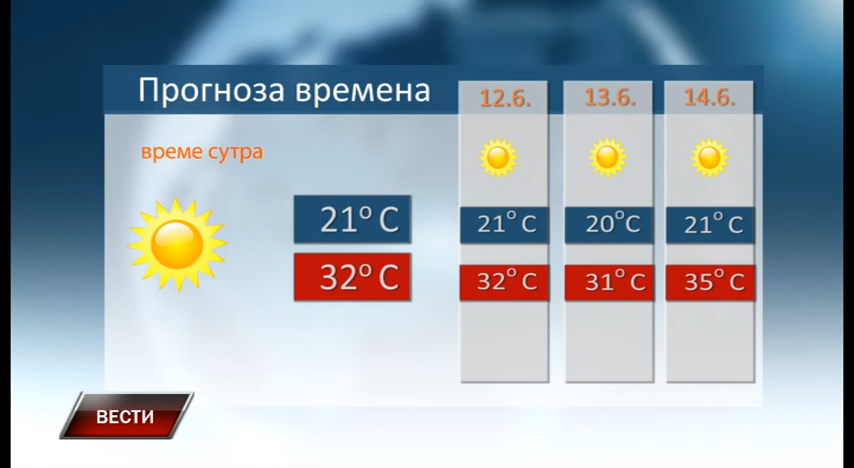 Прогноза времена
време сутра
21° C
32° C
12.6.
21° C
32° C
13.6.
20°C
31° C
14.6.
21° C
35° C
ВЕСТИ